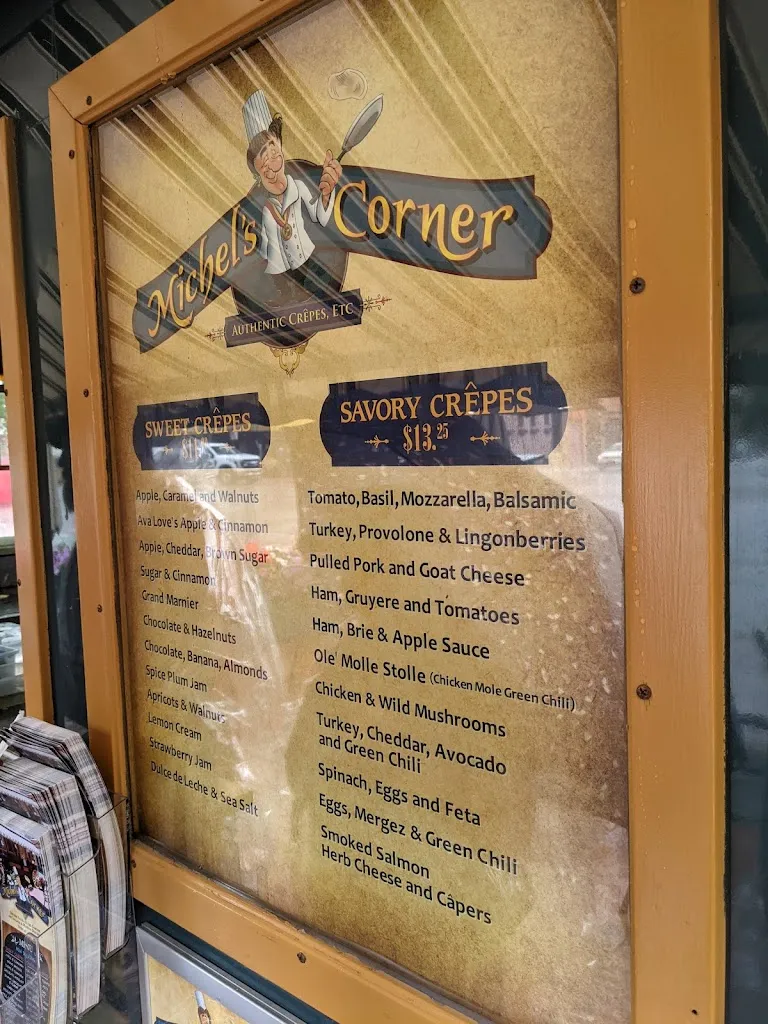 Michel's Corner
AUTHENTIC CRÊPES, ETC
SWEET CRÊPES
Apple, Caramel and Walnuts
Ava Love's Apple & Cinnamon
Apple, Cheddar, Brown Sugar
Sugar & Cinnamon
Grand Marnier
Chocolate & Hazelnuts
Chocolate, Banana, Almonds
Spice Plum Jam
Apricots & Walnuts
Lemon Cream
Strawberry Jam
Dulce de Leche & Sea Salt
SAVORY CRÊPES
$13.25
Tomato, Basil, Mozzarella, Balsamic
Turkey, Provolone & Lingonberries
Pulled Pork and Goat Cheese
Ham, Gruyere and Tomatoes
Ham, Brie & Apple Sauce
Ole' Molle Stolle (Chicken Mole Green Chili)
Chicken & Wild Mushrooms
Turkey, Cheddar, Avocado
and Green Chili
Spinach, Eggs and Feta
Eggs, Mergez & Green Chili
Smoked Salmon
Herb Cheese and Câpers